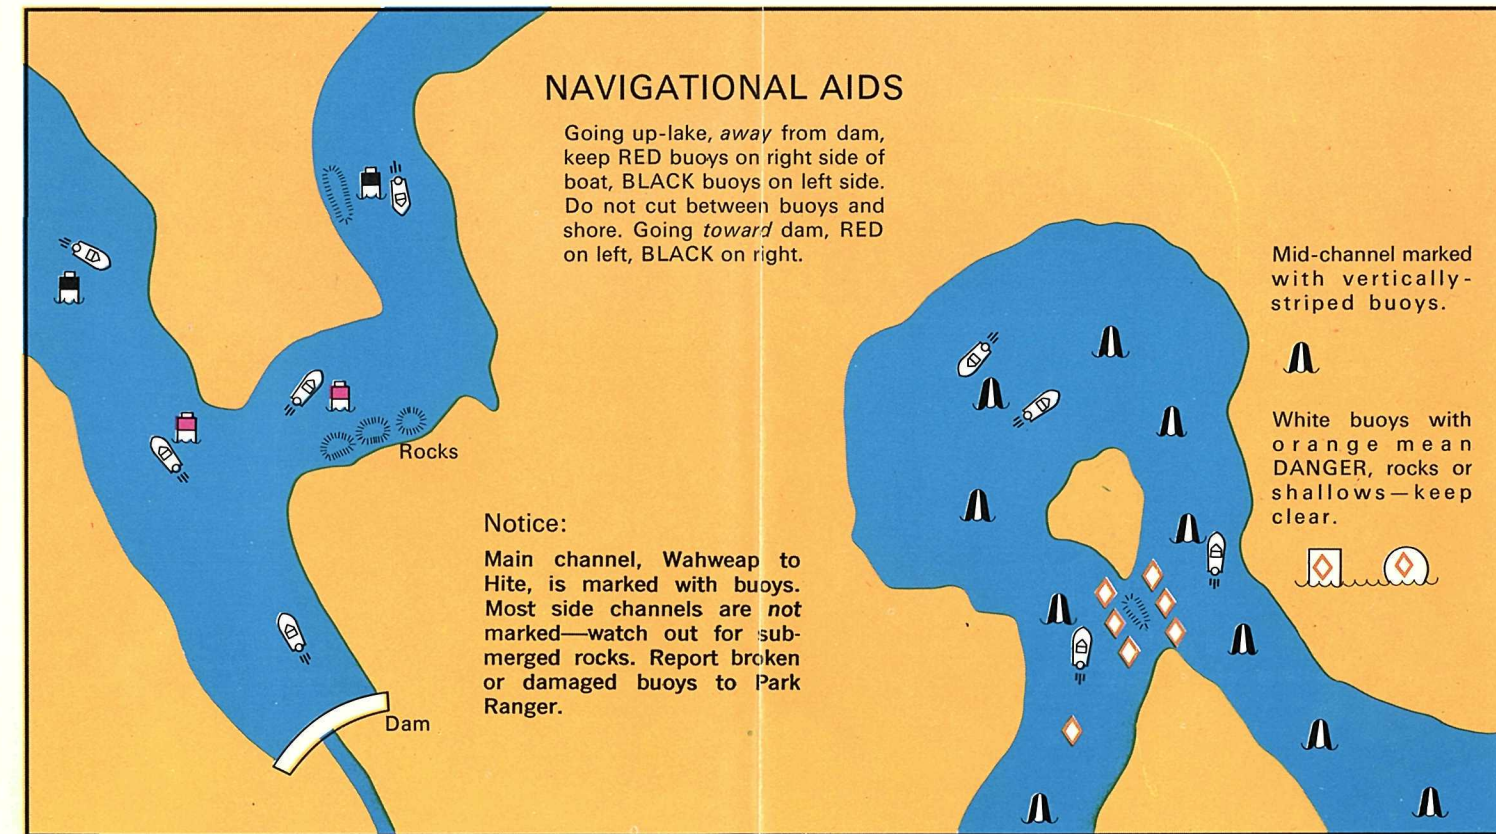 NAVIGATIONAL AIDS
Going up-lake, away from dam,
keep RED buoys on right side of
boat, BLACK buoys on left side.
Do not cut between buoys and
shore. Going toward dam, RED
on left, BLACK on right.
Rocks
Notice:
Main channel, Wahweap to
Hite, is marked with buoys.
Most side channels are not
marked—watch out for sub-
merged rocks. Report broken
or damaged buoys to Park
Ranger.
Dam
Mid-channel marked
with vertically-
striped buoys.
White buoys with
orange mean
DANGER, rocks or
shallows—keep
clear.